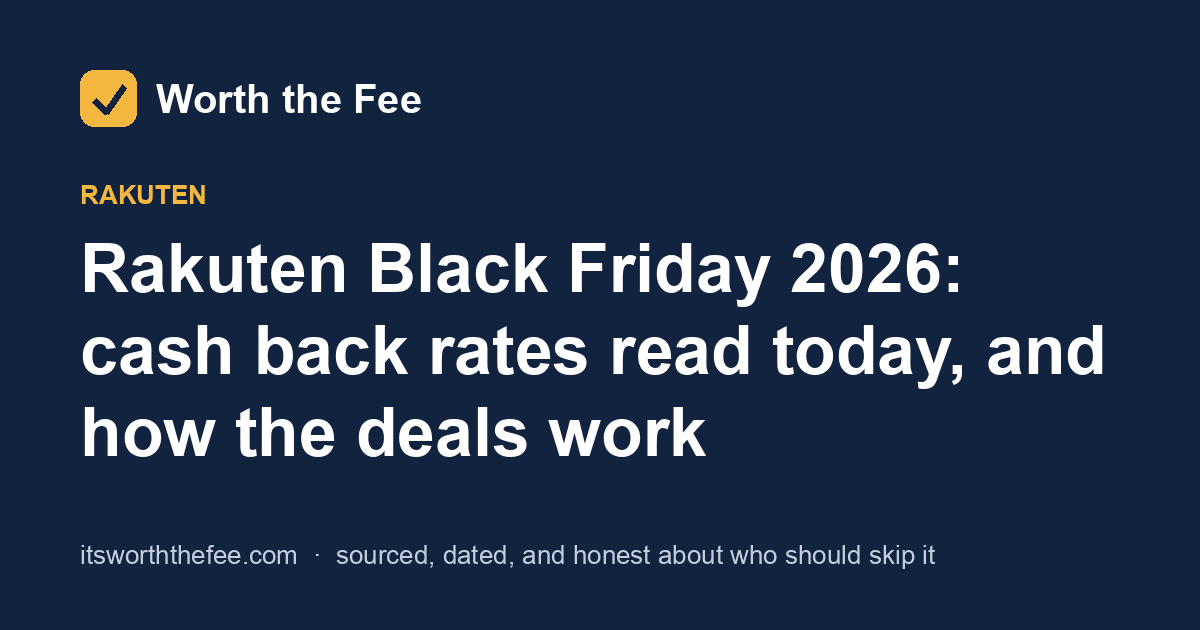 Worth the Fee
RAKUTEN
Rakuten Black Friday 2026:
cash back rates read today, and
how the deals work
itsworththefee.com · sourced, dated, and honest about who should skip it